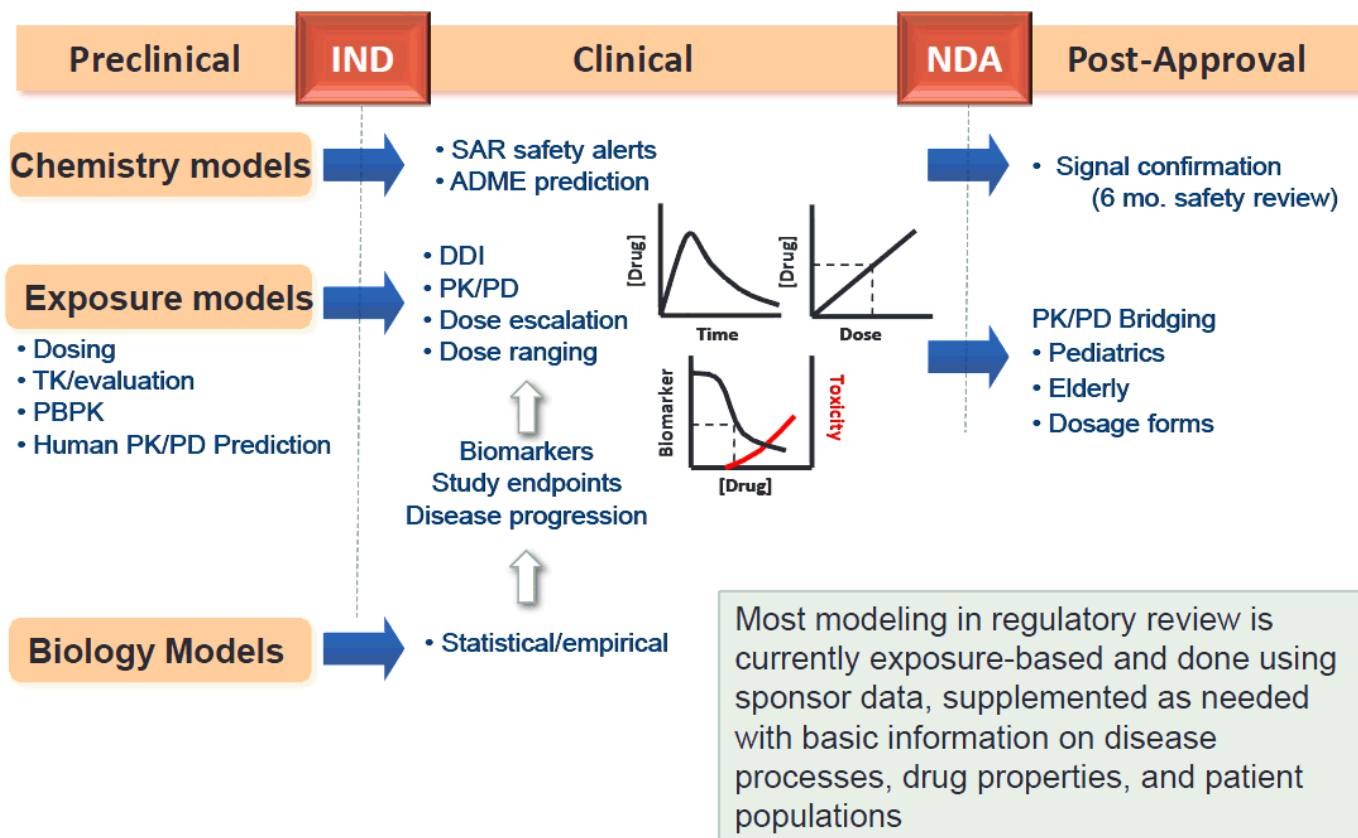 Preclinical
IND
Clinical
NDA
Post-Approval
Chemistry models
• SAR safety alerts
• ADME prediction
• Signal confirmation
(6 mo. safety review)
Exposure models
• Dosing
• TK/evaluation
• PBPK
• Human PK/PD Prediction
• DDI
• PK/PD
• Dose escalation
• Dose ranging
[Drug]
Time
[Drug]
Dose
Biomarker
Toxicity
[Drug]
PK/PD Bridging
• Pediatrics
• Elderly
• Dosage forms
Biomarkers
Study endpoints
Disease progression
Biology Models
• Statistical/empirical
Most modeling in regulatory review is
currently exposure-based and done using
sponsor data, supplemented as needed
with basic information on disease
processes, drug properties, and patient
populations